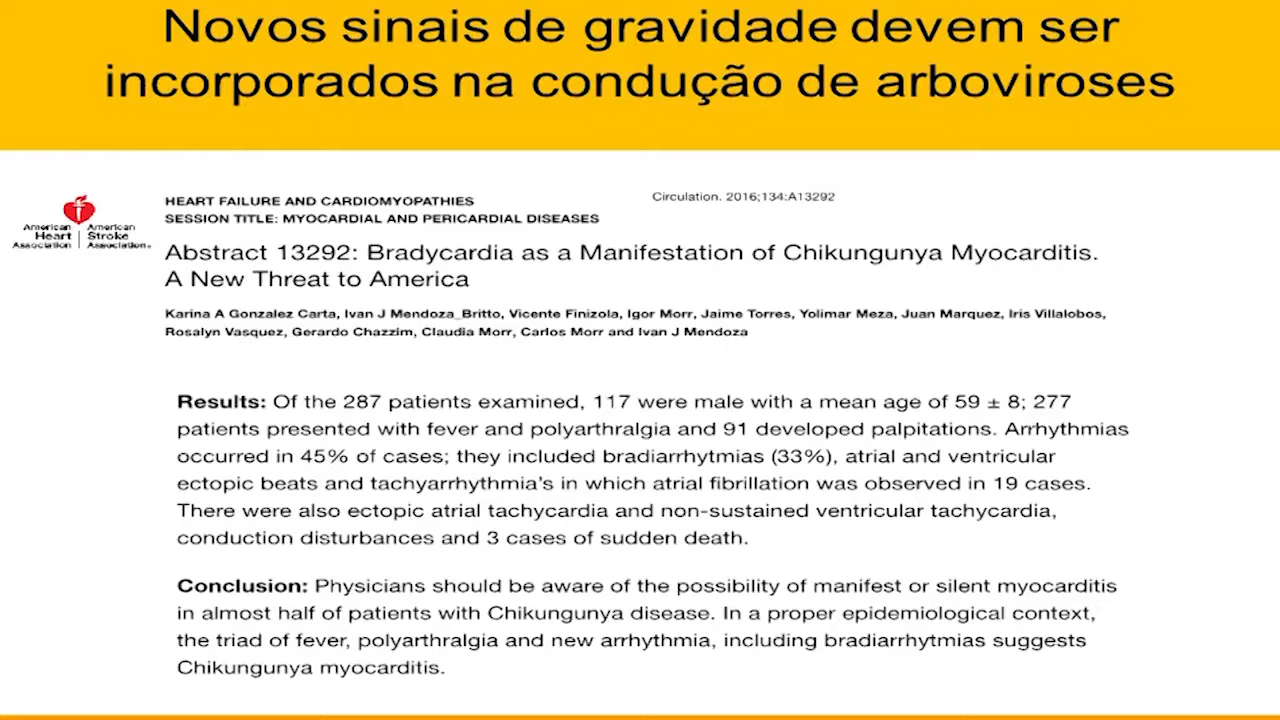 Novos sinais de gravidade devem ser
incorporados na condução de arboviroses
American Heart Association
American Stroke Association®
HEART FAILURE AND CARDIOMYOPATHIES
SESSION TITLE: MYOCARDIAL AND PERICARDIAL DISEASES
Circulation. 2016;134:A13292
Abstract 13292: Bradycardia as a Manifestation of Chikungunya Myocarditis.
A New Threat to America
Karina A Gonzalez Carta, Ivan J Mendoza_Britto, Vicente Finizola, Igor Morr, Jaime Torres, Yolimar Meza, Juan Marquez, Iris Villalobos,
Rosalyn Vasquez, Gerardo Chazzim, Claudia Morr, Carlos Morr and Ivan J Mendoza
Results: Of the 287 patients examined, 117 were male with a mean age of 59 ± 8; 277
patients presented with fever and polyarthralgia and 91 developed palpitations. Arrhythmias
occurred in 45% of cases; they included bradiarrhytmias (33%), atrial and ventricular
ectopic beats and tachyarrhythmia's in which atrial fibrillation was observed in 19 cases.
There were also ectopic atrial tachycardia and non-sustained ventricular tachycardia,
conduction disturbances and 3 cases of sudden death.
Conclusion: Physicians should be aware of the possibility of manifest or silent myocarditis
in almost half of patients with Chikungunya disease. In a proper epidemiological context,
the triad of fever, polyarthralgia and new arrhythmia, including bradiarrhytmias suggests
Chikungunya myocarditis.